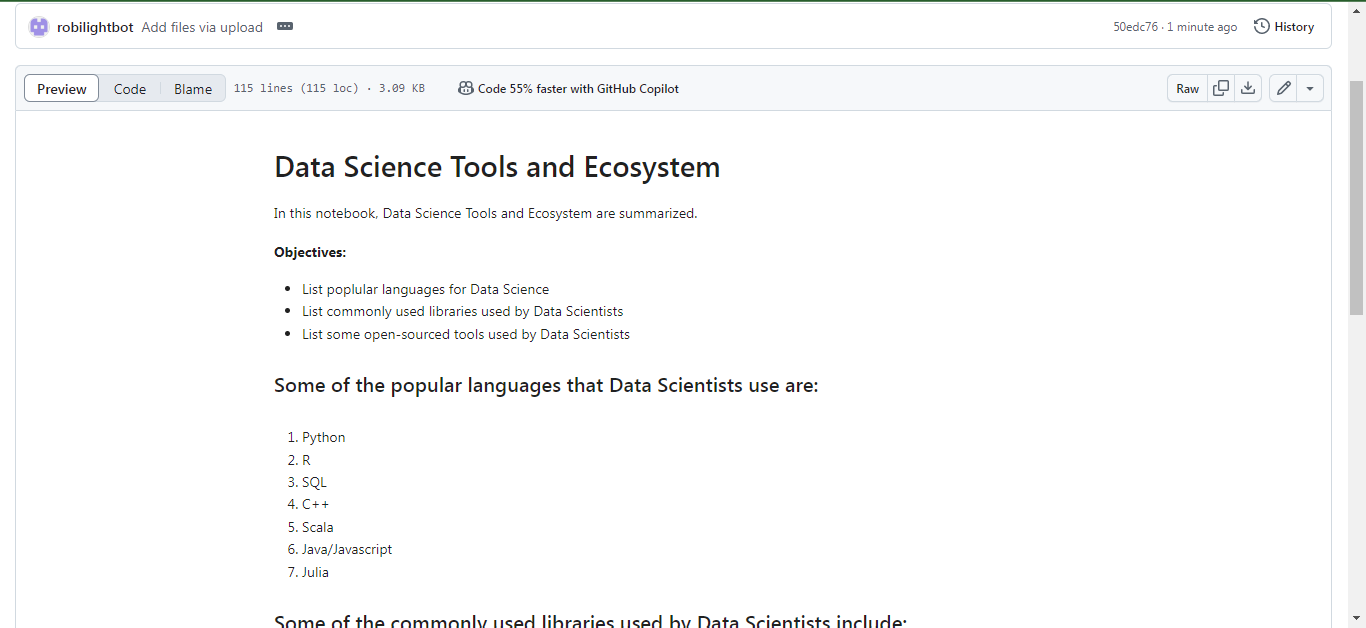 robilightbot Add files via upload 50edc76 · 1 minute ago History
Preview Code Blame 115 lines (115 loc) · 3.09 KB Code 55% faster with GitHub Copilot Raw
Data Science Tools and Ecosystem
In this notebook, Data Science Tools and Ecosystem are summarized.
Objectives:
• List poplular languages for Data Science
• List commonly used libraries used by Data Scientists
• List some open-sourced tools used by Data Scientists
Some of the popular languages that Data Scientists use are:
1. Python
2. R
3. SQL
4. C++
5. Scala
6. Java/Javascript
7. Julia
Some of the commonly used libraries used by Data Scientists include: